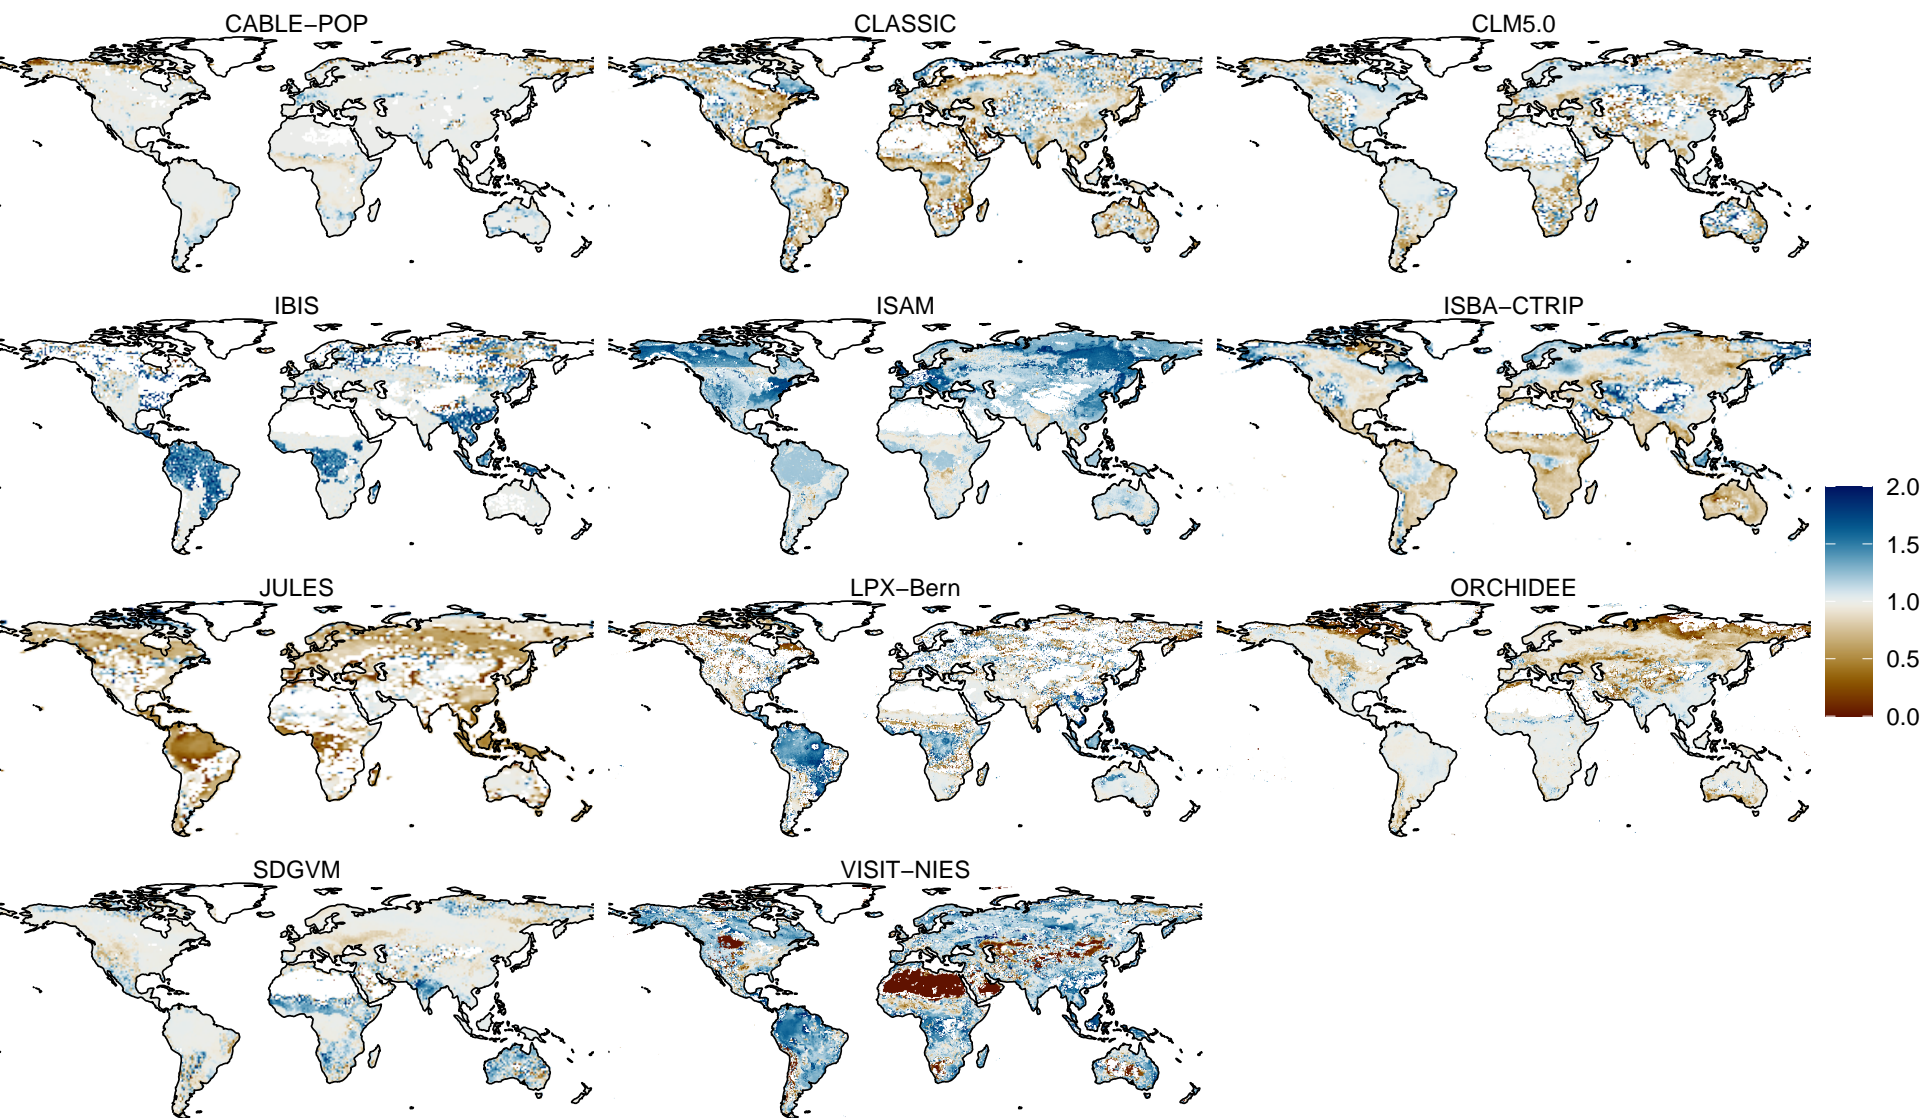 CABLE−POP
CLASSIC
CLM5.0
IBIS
ISAM
ISBA−CTRIP
JULES
LPX−Bern
ORCHIDEE
SDGVM
VISIT−NIES
2.0
1.5
1.0
0.5
0.0